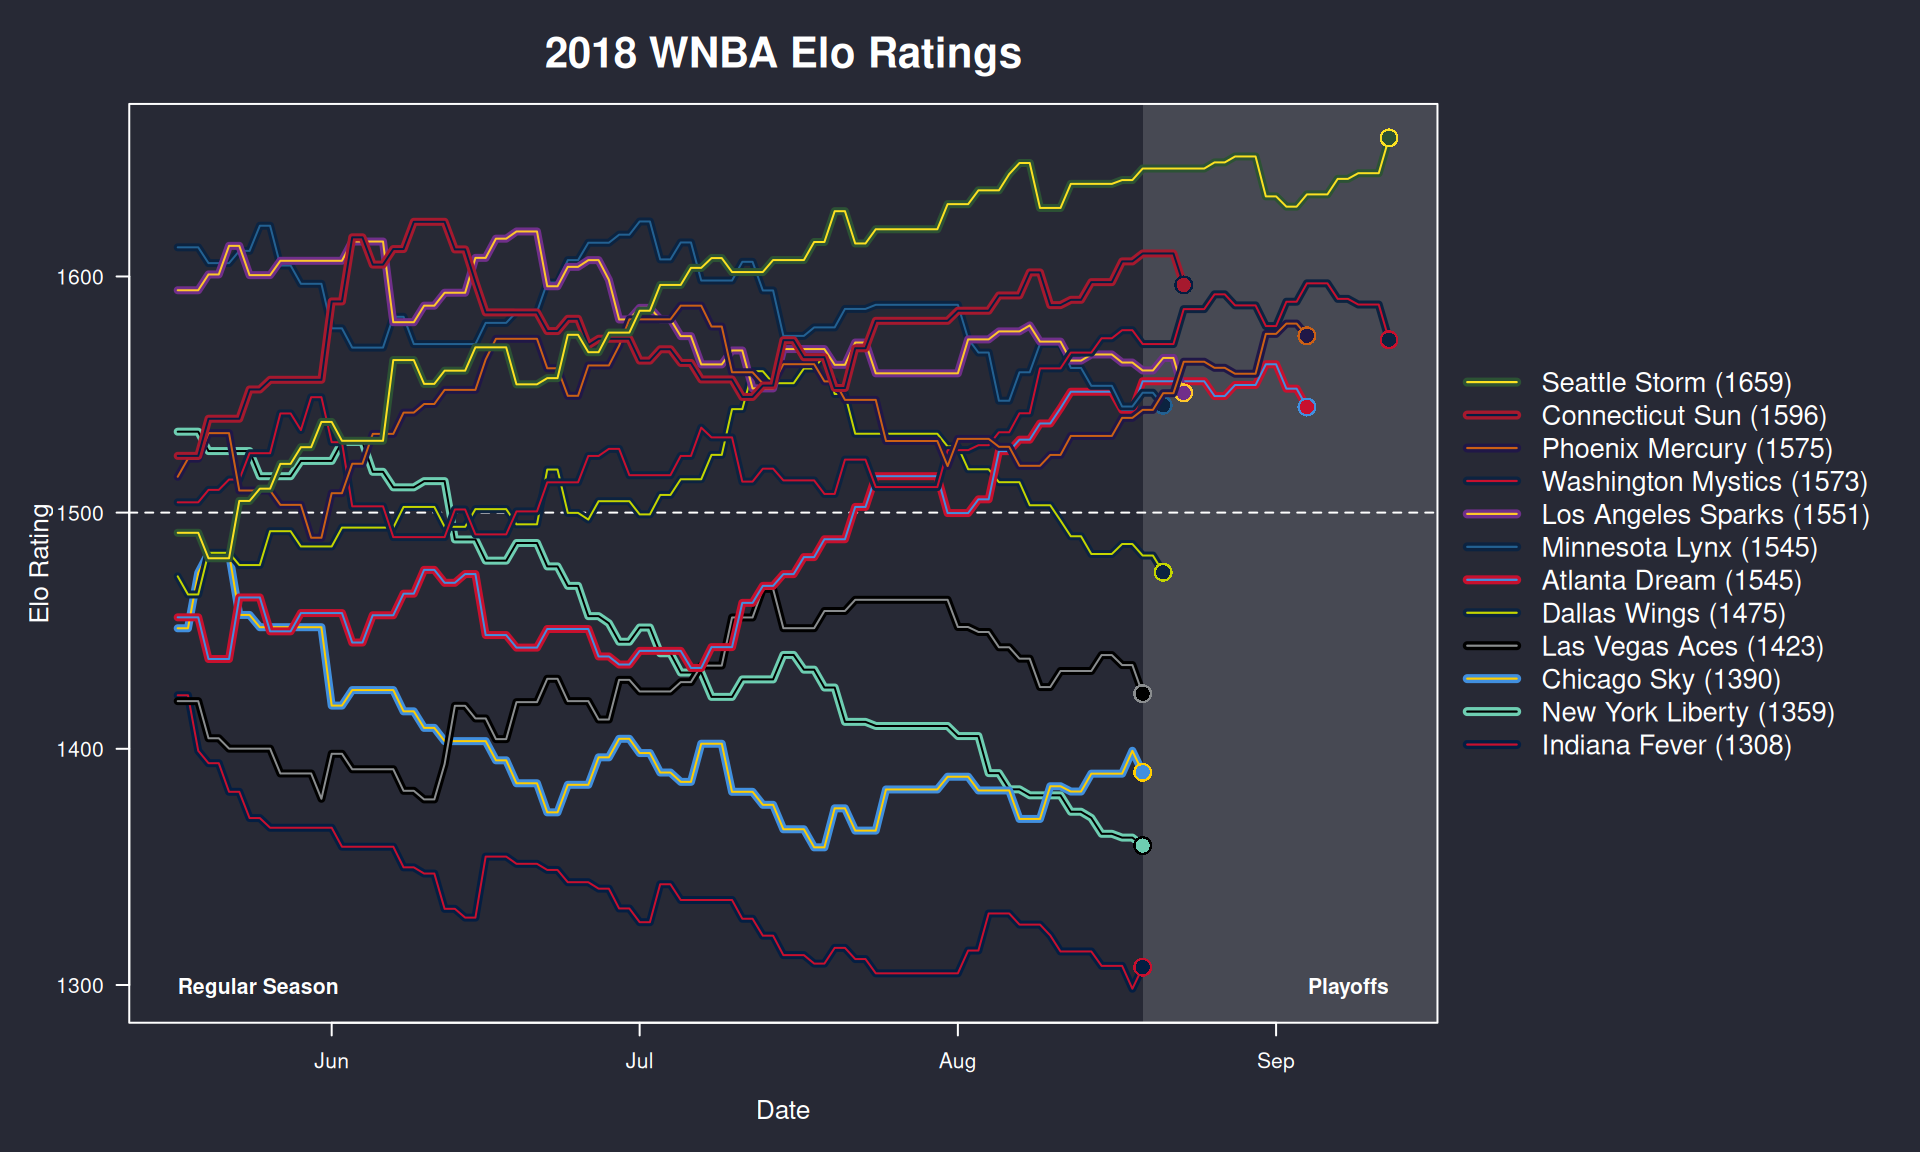 2018 WNBA Elo Ratings
Elo Rating
1600
1500
1400
1300
Regular Season
Playoffs
Jun
Jul
Aug
Sep
Date
Seattle Storm (1659)
Connecticut Sun (1596)
Phoenix Mercury (1575)
Washington Mystics (1573)
Los Angeles Sparks (1551)
Minnesota Lynx (1545)
Atlanta Dream (1545)
Dallas Wings (1475)
Las Vegas Aces (1423)
Chicago Sky (1390)
New York Liberty (1359)
Indiana Fever (1308)